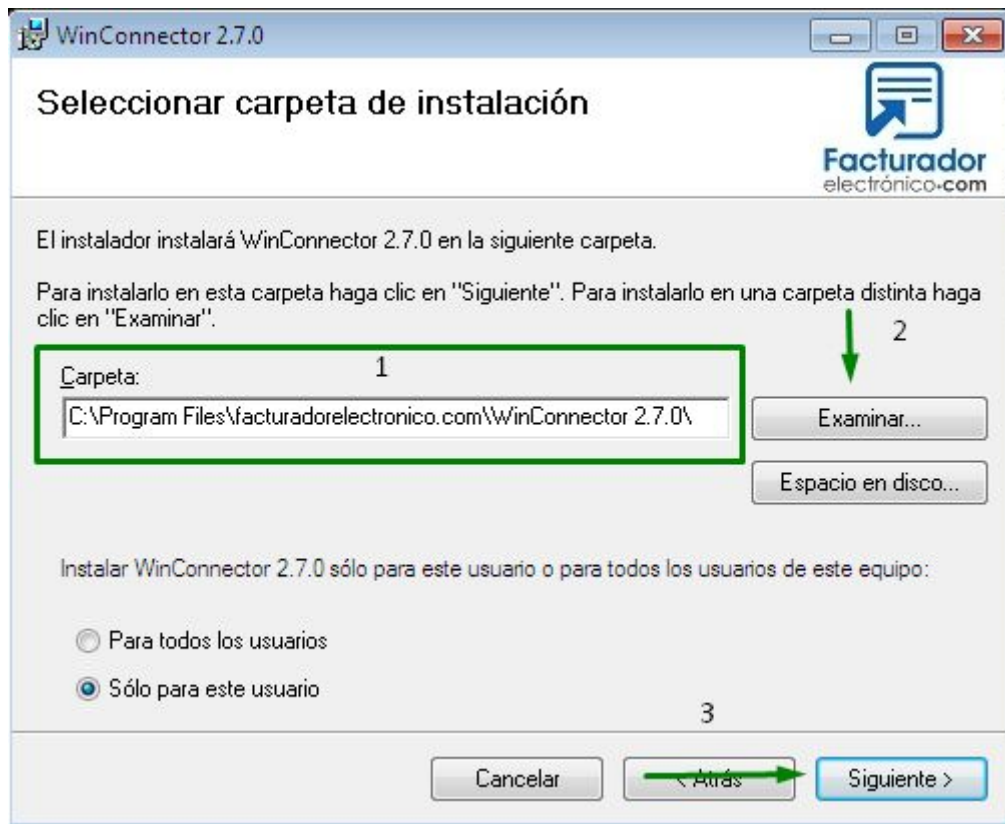 WinConnector 2.7.0
Seleccionar carpeta de instalación
Facturador
electrónico.com
El instalador instalará WinConnector 2.7.0 en la siguiente carpeta.
Para instalarlo en esta carpeta haga clic en "Siguiente". Para instalarlo en una carpeta distinta haga
clic en "Examinar".
2
1
Carpeta:
C:\Program Files\facturadorelectronico.com\WinConnector 2.7.0\
Examinar...
Espacio en disco...
Instalar WinConnector 2.7.0 sólo para este usuario o para todos los usuarios de este equipo:
Para todos los usuarios
Sólo para este usuario
3
Cancelar
< Atrás
Siguiente >